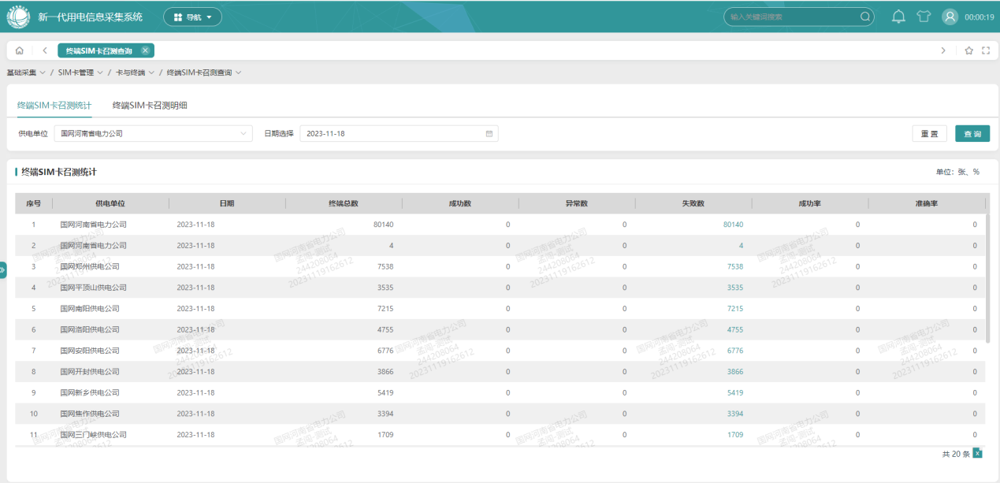 新一代用电信息采集系统 导航 输入关键词搜索 00:00:19
终端SIM卡召测查询
基础采集 / SIM卡管理 / 卡与终端 / 终端SIM卡召测查询
终端SIM卡召测统计 终端SIM卡召测明细
供电单位 国网河南省电力公司 日期选择 2023-11-18 重置 查询
终端SIM卡召测统计 单位：张、%
序号 供电单位 日期 终端总数 成功数 异常数 失败数 成功率 准确率
1 国网河南省电力公司 2023-11-18 80140 0 0 80140 0 0
2 国网河南省电力公司 2023-11-18 4 0 0 4 0 0
3 国网郑州供电公司 2023-11-18 7538 0 0 7538 0 0
4 国网平顶山供电公司 2023-11-18 3535 0 0 3535 0 0
5 国网南阳供电公司 2023-11-18 7215 0 0 7215 0 0
6 国网洛阳供电公司 2023-11-18 4755 0 0 4755 0 0
7 国网安阳供电公司 2023-11-18 6776 0 0 6776 0 0
8 国网开封供电公司 2023-11-18 3866 0 0 3866 0 0
9 国网新乡供电公司 2023-11-18 5419 0 0 5419 0 0
10 国网焦作供电公司 2023-11-18 3394 0 0 3394 0 0
11 国网三门峡供电公司 2023-11-18 1709 0 0 1709 0 0
共 20 条
国网河南省电力公司
244208064
20231119162612